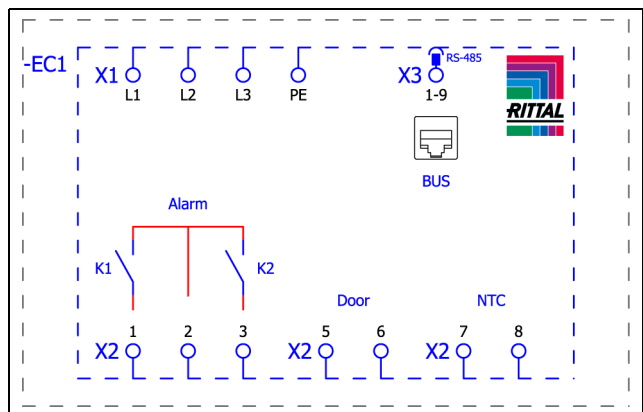 -EC1
X1
L1
L2
L3
PE
X3
RS-485
1-9
RITTAL
BUS
Alarm
K1
K2
Door
NTC
X2
1
2
3
X2
5
6
X2
7
8